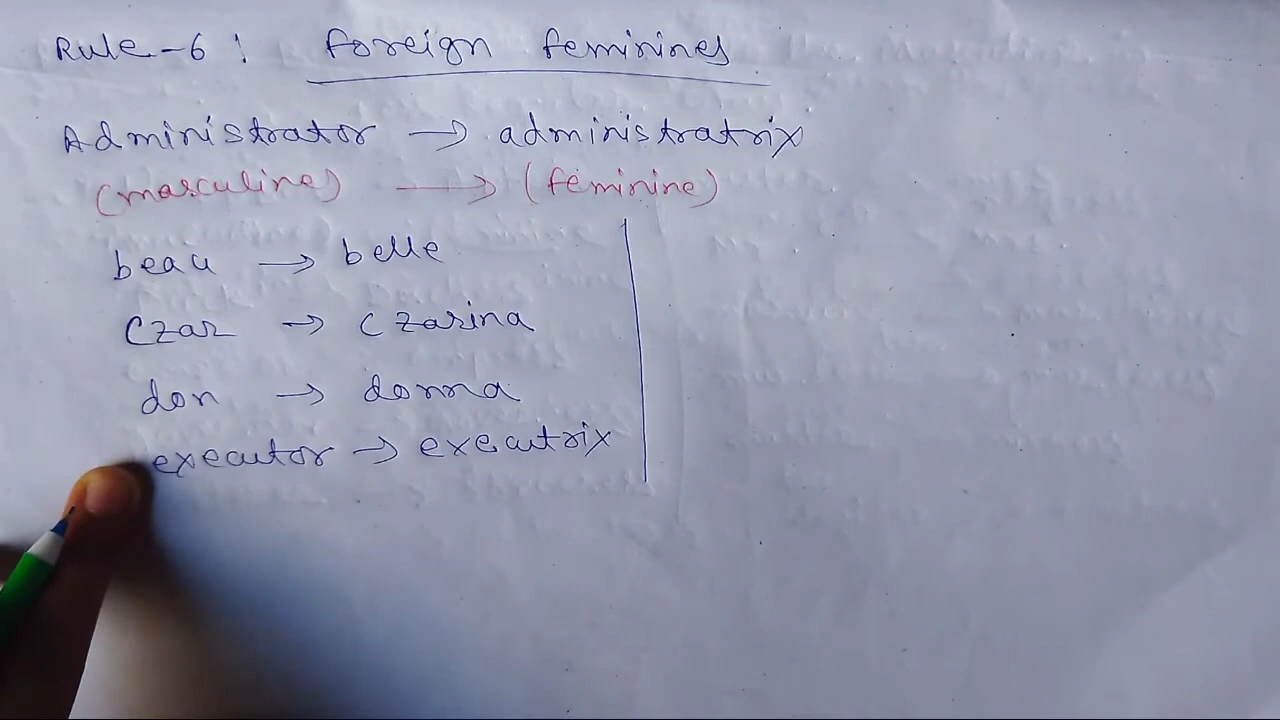 Rule-6: Foreign feminines
Administrator → administratrix
(masculine) → (feminine)
beau → belle
Czar → Czarina
don → donna
executor → executrix